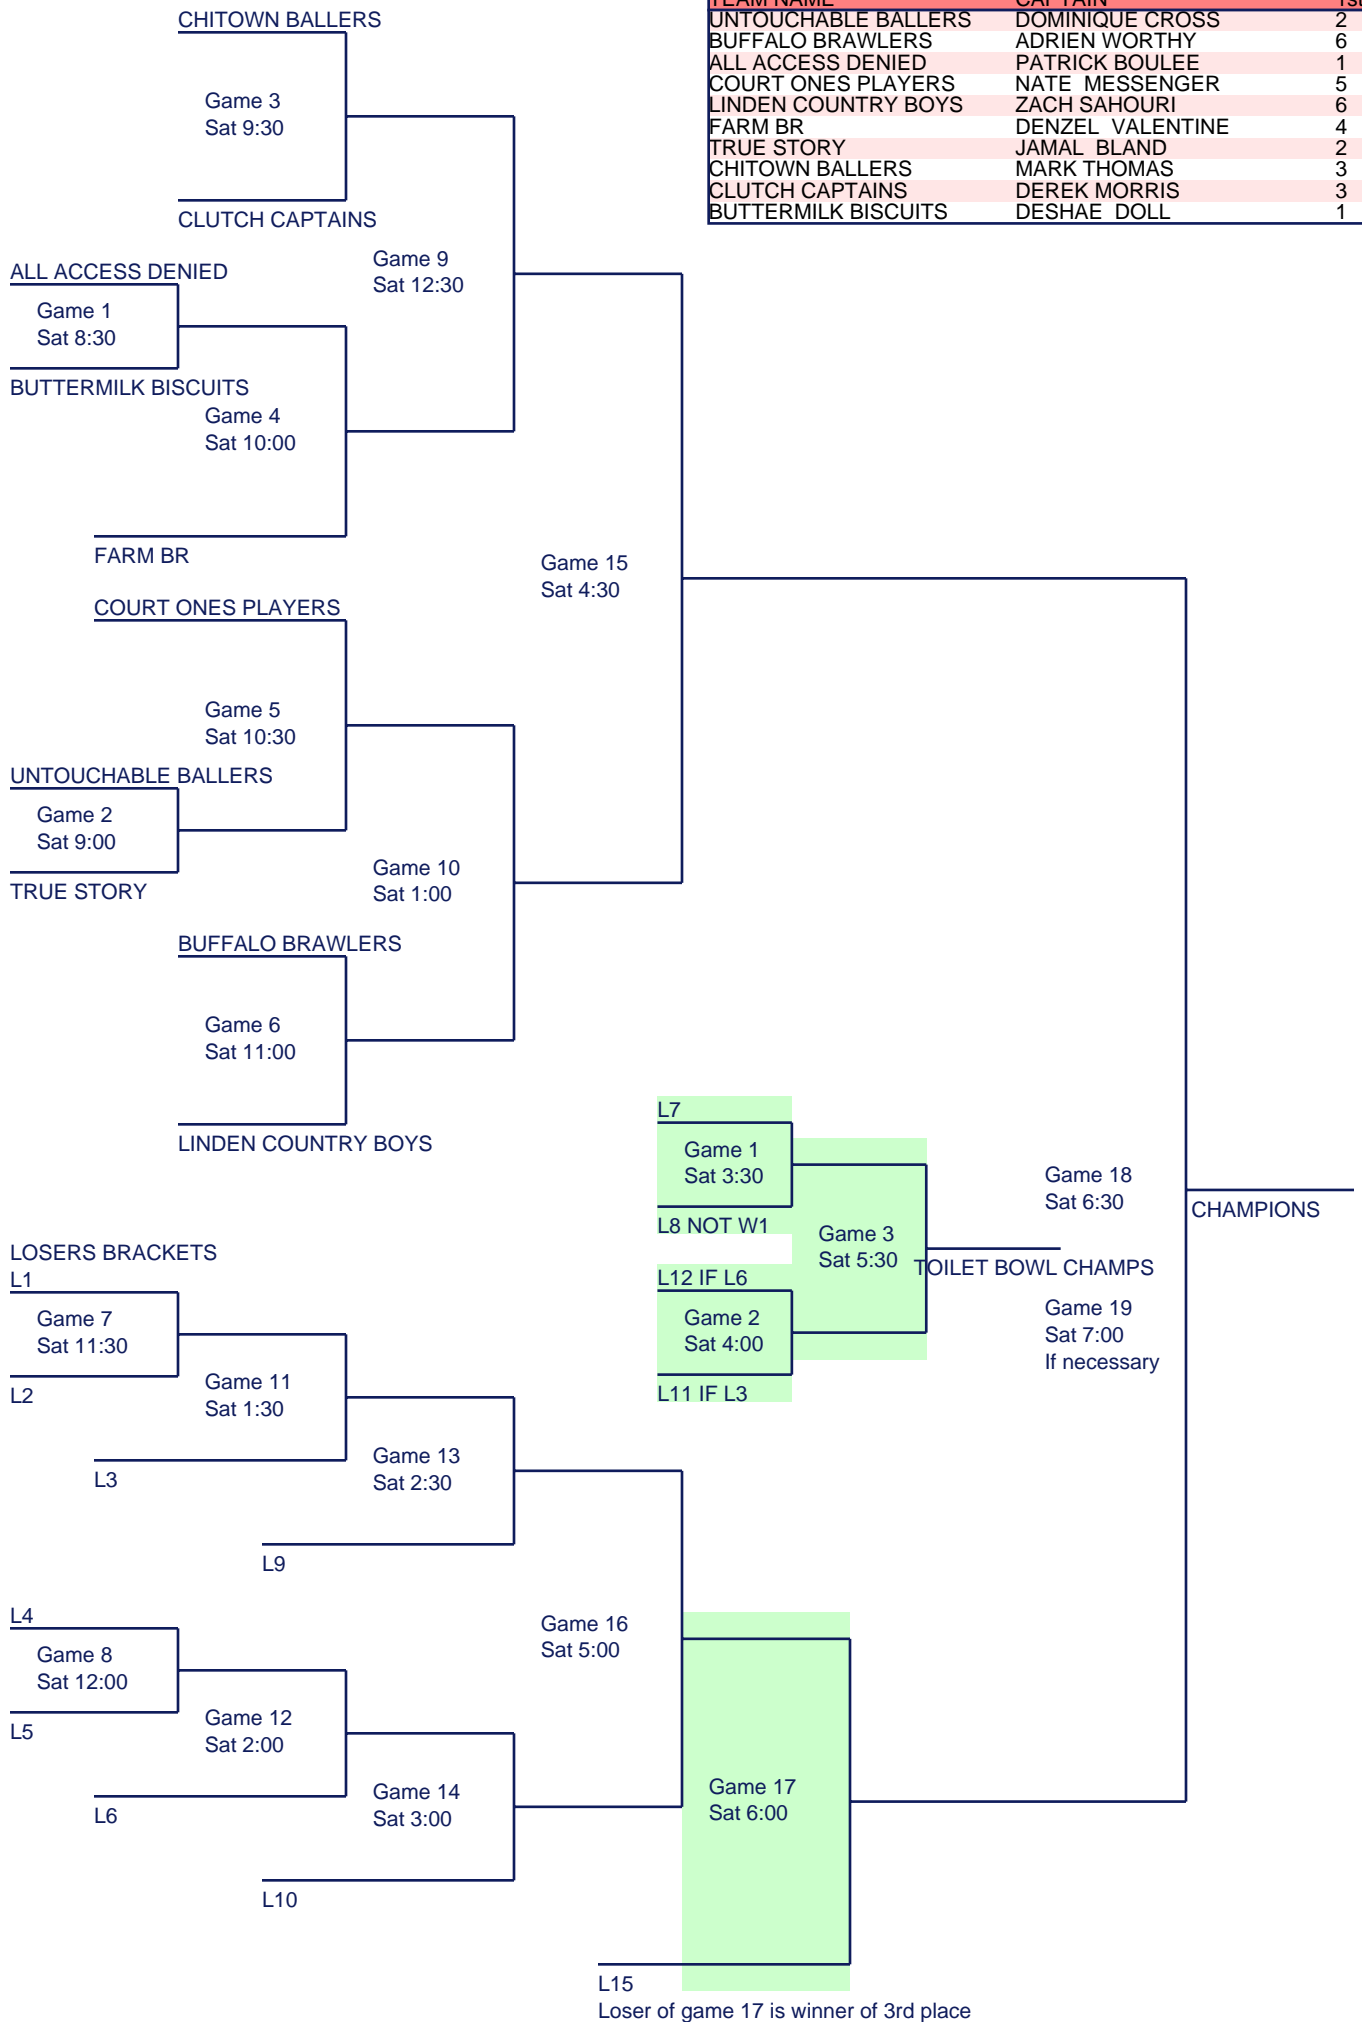 TEAM NAME CAPTAIN 1st
UNTOUCHABLE BALLERS DOMINIQUE CROSS 2
BUFFALO BRAWLERS ADRIEN WORTHY 6
ALL ACCESS DENIED PATRICK BOULEE 1
COURT ONES PLAYERS NATE MESSENGER 5
LINDEN COUNTRY BOYS ZACH SAHOURI 6
FARM BR DENZEL VALENTINE 4
TRUE STORY JAMAL BLAND 2
CHITOWN BALLERS MARK THOMAS 3
CLUTCH CAPTAINS DEREK MORRIS 3
BUTTERMILK BISCUITS DESHAE DOLL 1
CHITOWN BALLERS
Game 3
Sat 9:30
CLUTCH CAPTAINS
Game 9
Sat 12:30
ALL ACCESS DENIED
Game 1
Sat 8:30
BUTTERMILK BISCUITS
Game 4
Sat 10:00
FARM BR
Game 15
Sat 4:30
COURT ONES PLAYERS
Game 5
Sat 10:30
UNTOUCHABLE BALLERS
Game 2
Sat 9:00
TRUE STORY
Game 10
Sat 1:00
BUFFALO BRAWLERS
Game 6
Sat 11:00
LINDEN COUNTRY BOYS
L7
Game 1
Sat 3:30
L8 NOT W1
Game 3
Sat 5:30
L12 IF L6
Game 2
Sat 4:00
L11 IF L3
TOILET BOWL CHAMPS
Game 18
Sat 6:30
CHAMPIONS
Game 19
Sat 7:00
If necessary
LOSERS BRACKETS
L1
Game 7
Sat 11:30
L2
Game 11
Sat 1:30
L3
Game 13
Sat 2:30
L9
L4
Game 8
Sat 12:00
L5
Game 12
Sat 2:00
L6
Game 14
Sat 3:00
L10
Game 16
Sat 5:00
Game 17
Sat 6:00
L15
Loser of game 17 is winner of 3rd place